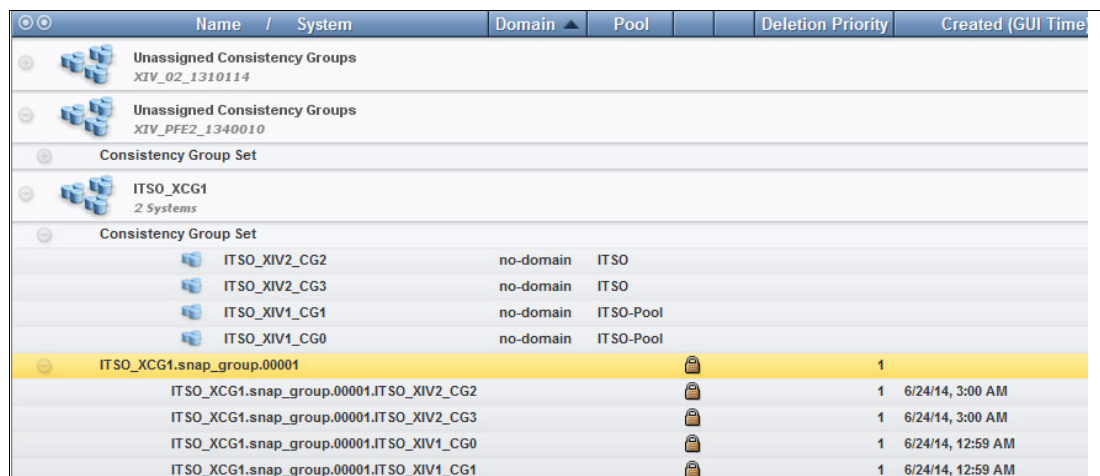 Name / System Domain Pool Deletion Priority Created (GUI Time)
Unassigned Consistency Groups
XIV_02_1310114
Unassigned Consistency Groups
XIV_PFE2_1340010
Consistency Group Set
ITSO_XCG1
2 Systems
Consistency Group Set
ITSO_XIV2_CG2 no-domain ITSO
ITSO_XIV2_CG3 no-domain ITSO
ITSO_XIV1_CG1 no-domain ITSO-Pool
ITSO_XIV1_CG0 no-domain ITSO-Pool
ITSO_XCG1.snap_group.00001 1
ITSO_XCG1.snap_group.00001.ITSO_XIV2_CG2 1 6/24/14, 3:00 AM
ITSO_XCG1.snap_group.00001.ITSO_XIV2_CG3 1 6/24/14, 3:00 AM
ITSO_XCG1.snap_group.00001.ITSO_XIV1_CG0 1 6/24/14, 12:59 AM
ITSO_XCG1.snap_group.00001.ITSO_XIV1_CG1 1 6/24/14, 12:59 AM